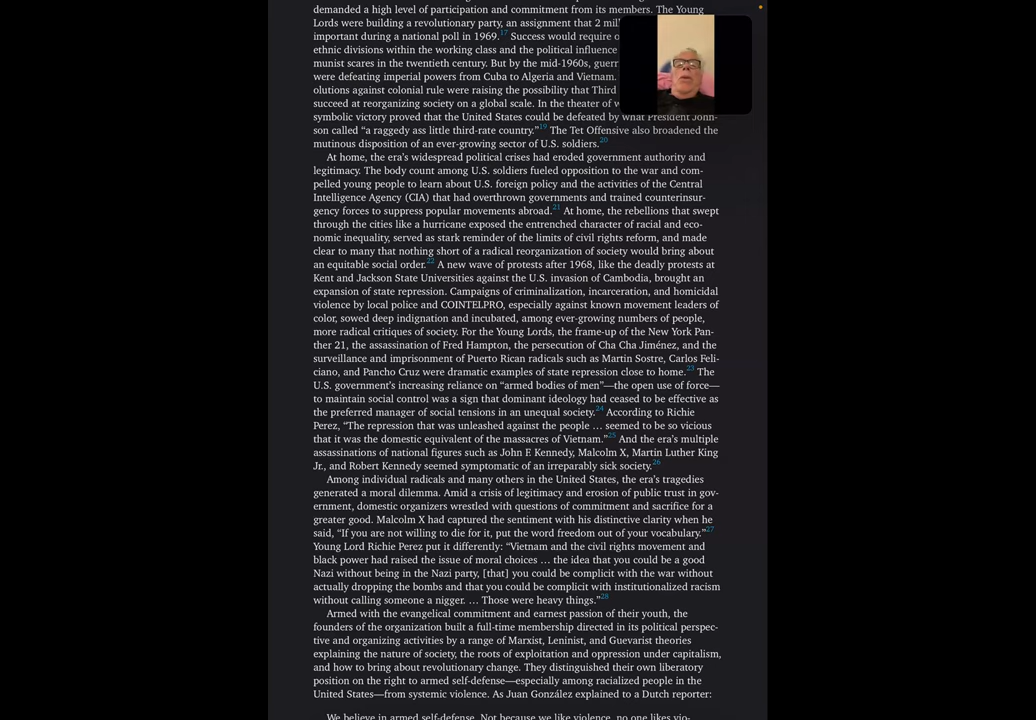 demanded a high level of participation and commitment from its members. The Young
Lords were building a revolutionary party, an assignment that 2 mil
important during a national poll in 1969.17 Success would require o
ethnic divisions within the working class and the political influence
munist scares in the twentieth century. But by the mid-1960s, guerr
were defeating imperial powers from Cuba to Algeria and Vietnam.
olutions against colonial rule were raising the possibility that Third
succeed at reorganizing society on a global scale. In the theater of w
symbolic victory proved that the United States could be defeated by what President John-
son called “a raggedy ass little third-rate country.”19 The Tet Offensive also broadened the
mutinous disposition of an ever-growing sector of U.S. soldiers.20
At home, the era’s widespread political crises had eroded government authority and
legitimacy. The body count among U.S. soldiers fueled opposition to the war and com-
pelled young people to learn about U.S. foreign policy and the activities of the Central
Intelligence Agency (CIA) that had overthrown governments and trained counterinsur-
gency forces to suppress popular movements abroad.21 At home, the rebellions that swept
through the cities like a hurricane exposed the entrenched character of racial and eco-
nomic inequality, served as stark reminder of the limits of civil rights reform, and made
clear to many that nothing short of a radical reorganization of society would bring about
an equitable social order.22 A new wave of protests after 1968, like the deadly protests at
Kent and Jackson State Universities against the U.S. invasion of Cambodia, brought an
expansion of state repression. Campaigns of criminalization, incarceration, and homicidal
violence by local police and COINTELPRO, especially against known movement leaders of
color, sowed deep indignation and incubated, among ever-growing numbers of people,
more radical critiques of society. For the Young Lords, the frame-up of the New York Pan-
ther 21, the assassination of Fred Hampton, the persecution of Cha Cha Jiménez, and the
surveillance and imprisonment of Puerto Rican radicals such as Martin Sostre, Carlos Feli-
ciano, and Pancho Cruz were dramatic examples of state repression close to home.23 The
U.S. government’s increasing reliance on “armed bodies of men”—the open use of force—
to maintain social control was a sign that dominant ideology had ceased to be effective as
the preferred manager of social tensions in an unequal society.24 According to Richie
Perez, “The repression that was unleashed against the people … seemed to be so vicious
that it was the domestic equivalent of the massacres of Vietnam.”25 And the era’s multiple
assassinations of national figures such as John F. Kennedy, Malcolm X, Martin Luther King
Jr., and Robert Kennedy seemed symptomatic of an irreparably sick society.26
Among individual radicals and many others in the United States, the era’s tragedies
generated a moral dilemma. Amid a crisis of legitimacy and erosion of public trust in gov-
ernment, domestic organizers wrestled with questions of commitment and sacrifice for a
greater good. Malcolm X had captured the sentiment with his distinctive clarity when he
said, “If you are not willing to die for it, put the word freedom out of your vocabulary.”27
Young Lord Richie Perez put it differently: “Vietnam and the civil rights movement and
black power had raised the issue of moral choices … the idea that you could be a good
Nazi without being in the Nazi party, [that] you could be complicit with the war without
actually dropping the bombs and that you could be complicit with institutionalized racism
without calling someone a nigger. … Those were heavy things.”28
Armed with the evangelical commitment and earnest passion of their youth, the
founders of the organization built a full-time membership directed in its political perspec-
tive and organizing activities by a range of Marxist, Leninist, and Guevarist theories
explaining the nature of society, the roots of exploitation and oppression under capitalism,
and how to bring about revolutionary change. They distinguished their own liberatory
position on the right to armed self-defense—especially among racialized people in the
United States—from systemic violence. As Juan González explained to a Dutch reporter:
We believe in armed self-defense. Not because we like violence, no one likes vio-